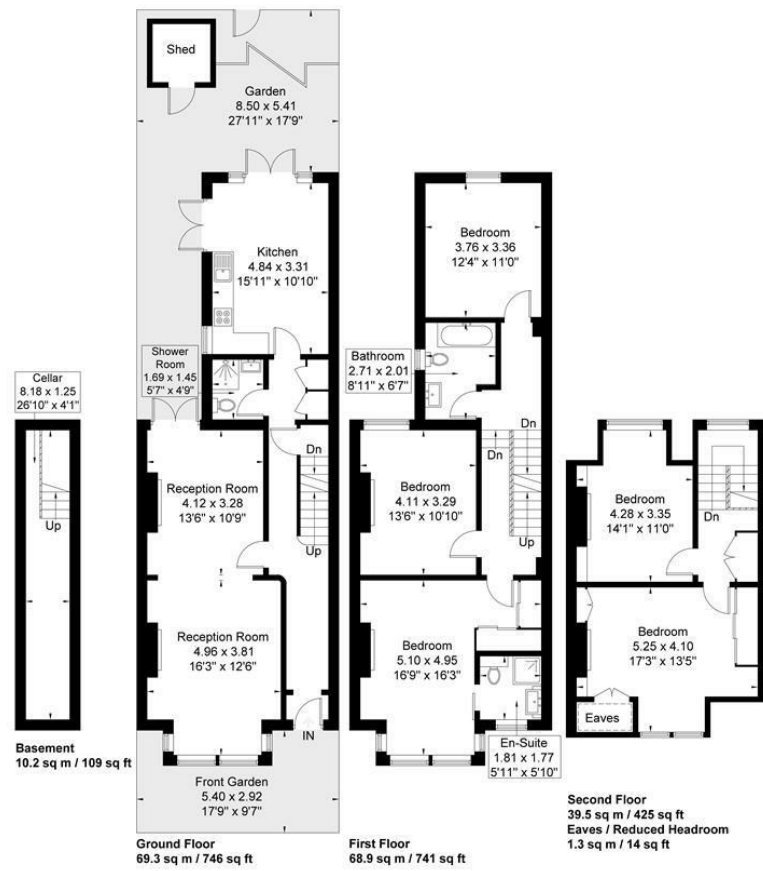 Shed
Garden
8.50 x 5.41
27'11" x 17'9"
Kitchen
4.84 x 3.31
15'11" x 10'10"
Shower
Room
1.69 x 1.45
5'7" x 4'9"
Reception Room
4.12 x 3.28
13'6" x 10'9"
Dn
Up
Reception Room
4.96 x 3.81
16'3" x 12'6"
IN
Front Garden
5.40 x 2.92
17'9" x 9'7"
Ground Floor
69.3 sq m / 746 sq ft
Cellar
8.18 x 1.25
26'10" x 4'1"
Up
Basement
10.2 sq m / 109 sq ft
Bedroom
3.76 x 3.36
12'4" x 11'0"
Bathroom
2.71 x 2.01
8'11" x 6'7"
Dn
Dn
Up
Bedroom
4.11 x 3.29
13'6" x 10'10"
Bedroom
5.10 x 4.95
16'9" x 16'3"
En-Suite
1.81 x 1.77
5'11" x 5'10"
First Floor
68.9 sq m / 741 sq ft
Bedroom
4.28 x 3.35
14'1" x 11'0"
Dn
Bedroom
5.25 x 4.10
17'3" x 13'5"
Eaves
Second Floor
39.5 sq m / 425 sq ft
Eaves / Reduced Headroom
1.3 sq m / 14 sq ft